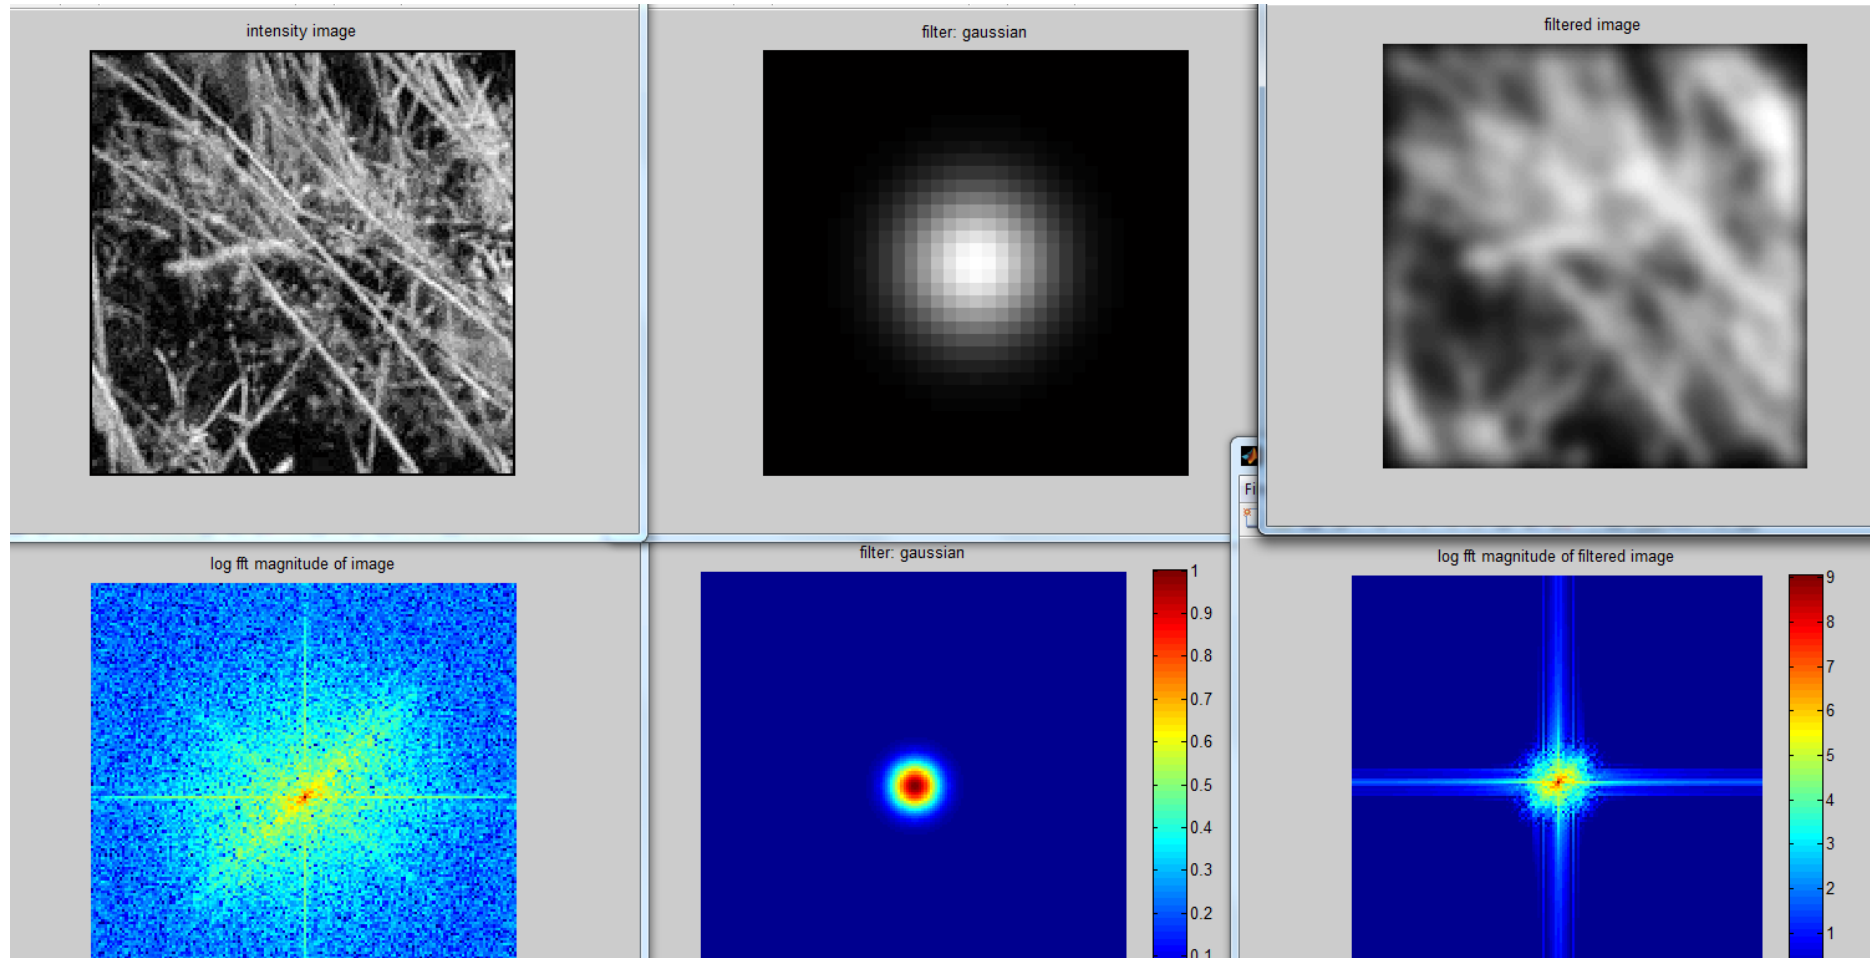 intensity image
filter: gaussian
filtered image
Fi
log fft magnitude of image
filter: gaussian
1
0.9
0.8
0.7
0.6
0.5
0.4
0.3
0.2
0.1
log fft magnitude of filtered image
9
8
7
6
5
4
3
2
1